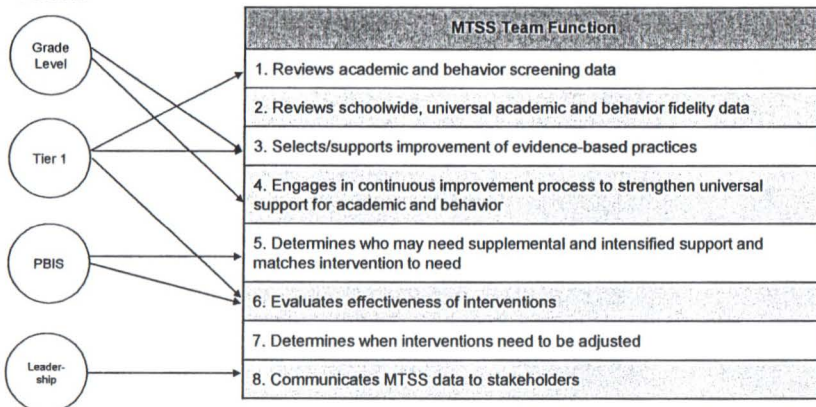 Grade
Level
Tier 1
PBIS
Leader-
ship
MTSS Team Function
1. Reviews academic and behavior screening data
2. Reviews schoolwide, universal academic and behavior fidelity data
3. Selects/supports improvement of evidence-based practices
4. Engages in continuous improvement process to strengthen universal
support for academic and behavior
5. Determines who may need supplemental and intensified support and
matches intervention to need
6. Evaluates effectiveness of interventions
7. Determines when interventions need to be adjusted
8. Communicates MTSS data to stakeholders